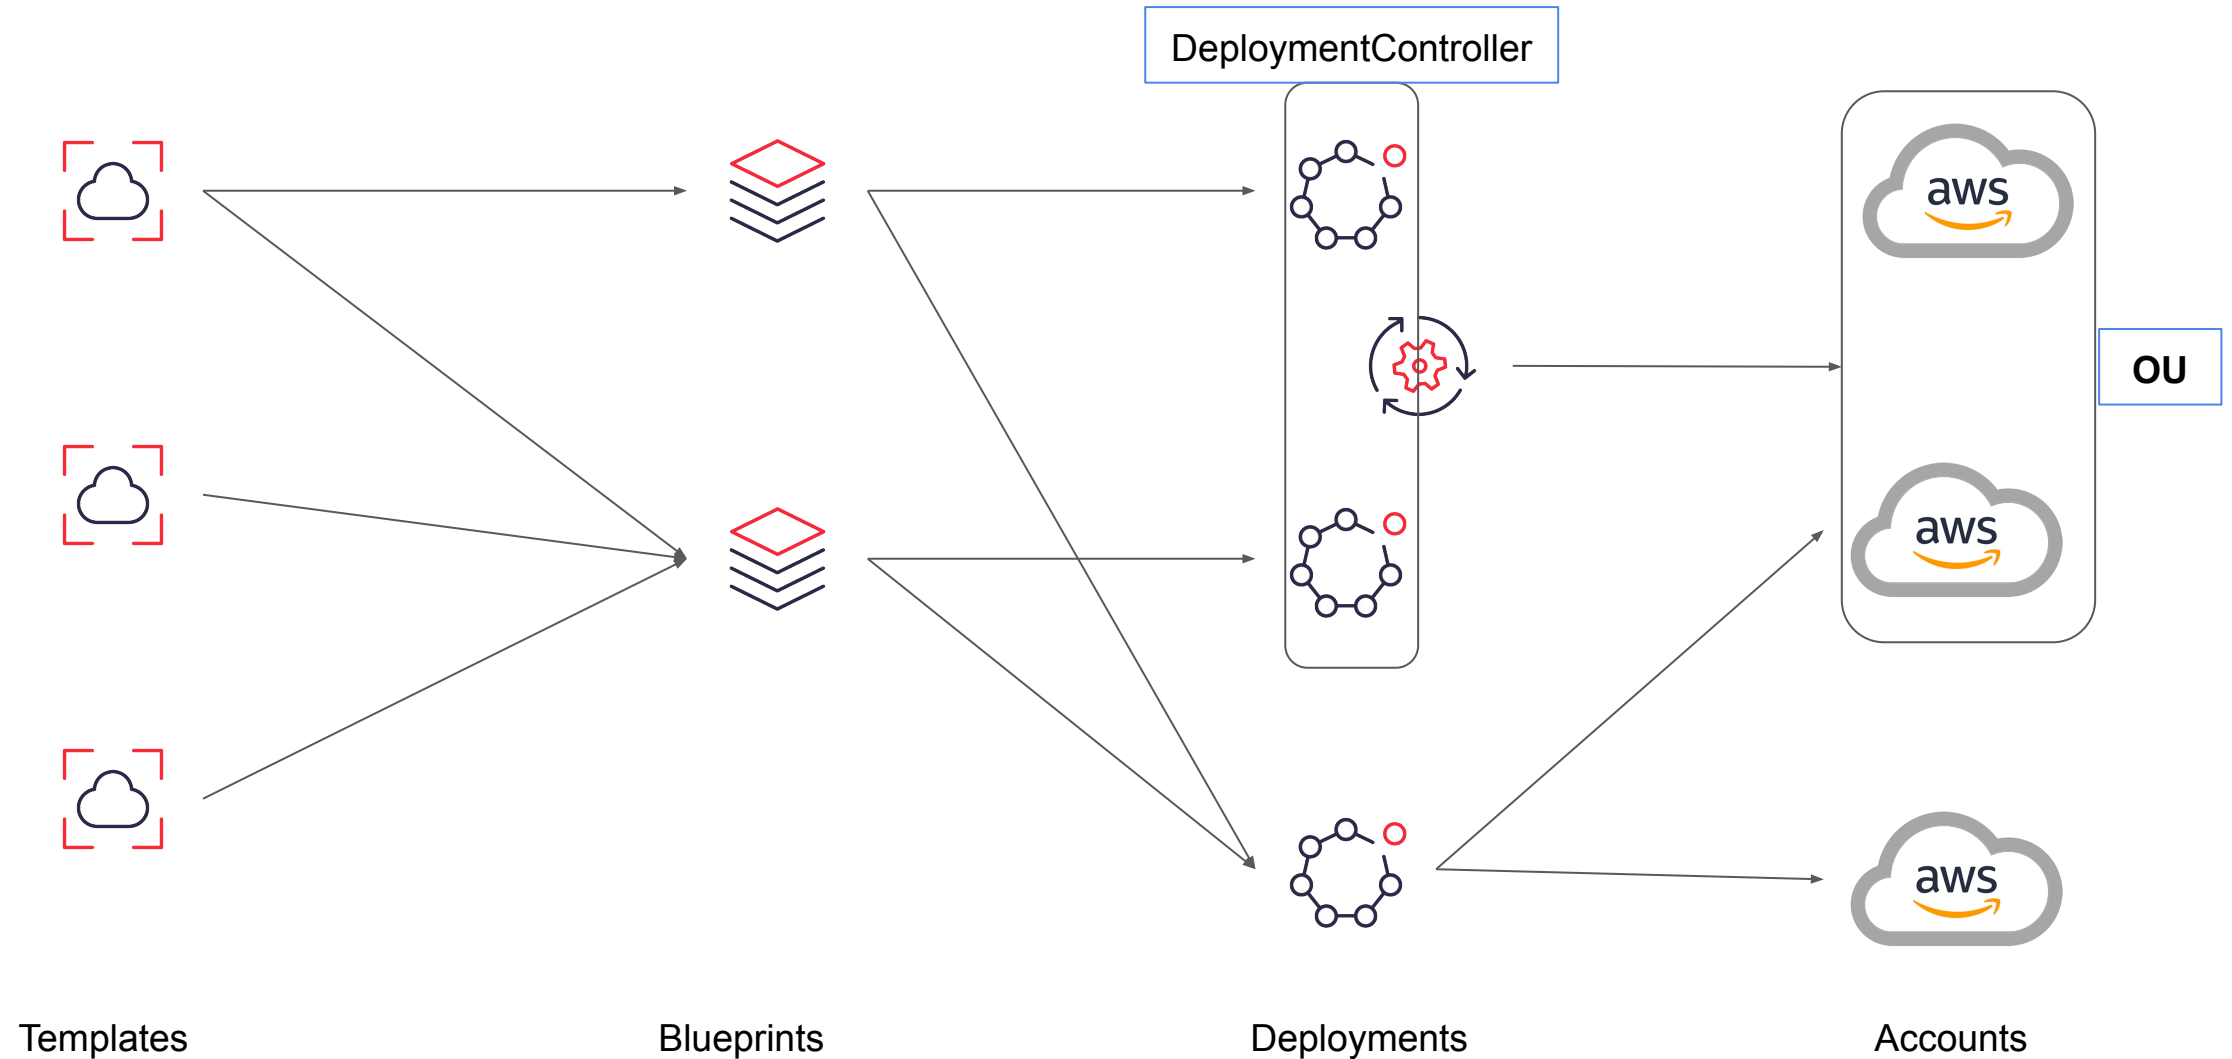 DeploymentController
aws
OU
aws
aws
Templates
Blueprints
Deployments
Accounts